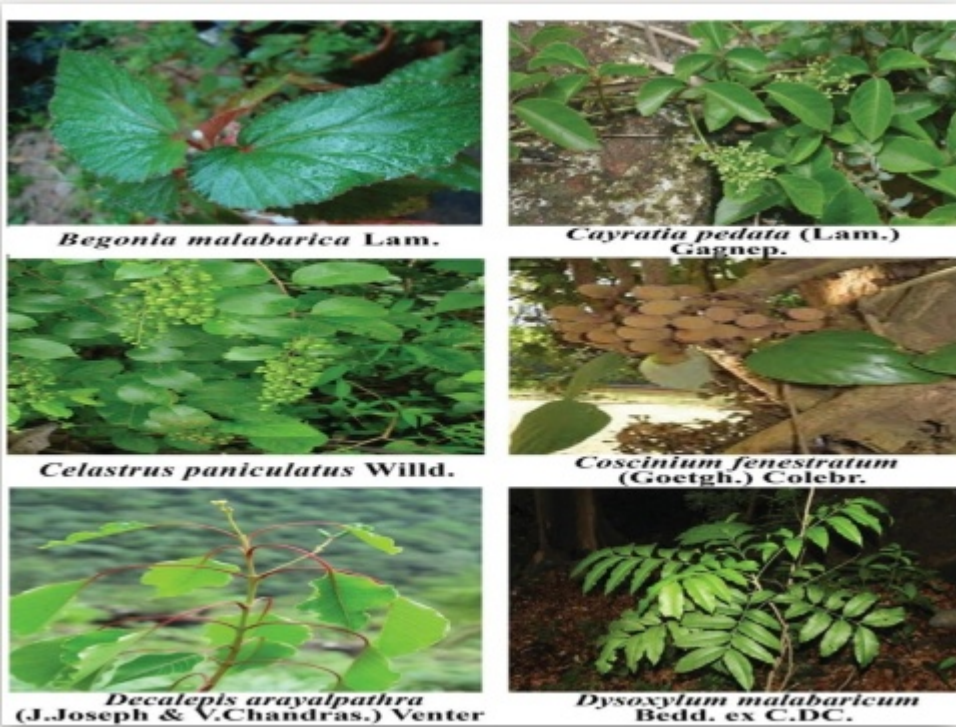 Begonia malabarica Lam.
Cayratia pedata (Lam.)
Gagnep.
Celastrus paniculatus Willd.
Coscinium fenestratum
(Goetgh.) Colebr.
Decalepis arayalpathra
(J.Joseph & V.Chandras.) Venter
Dysoxylum malabaricum
Bedd. ex C.DC.